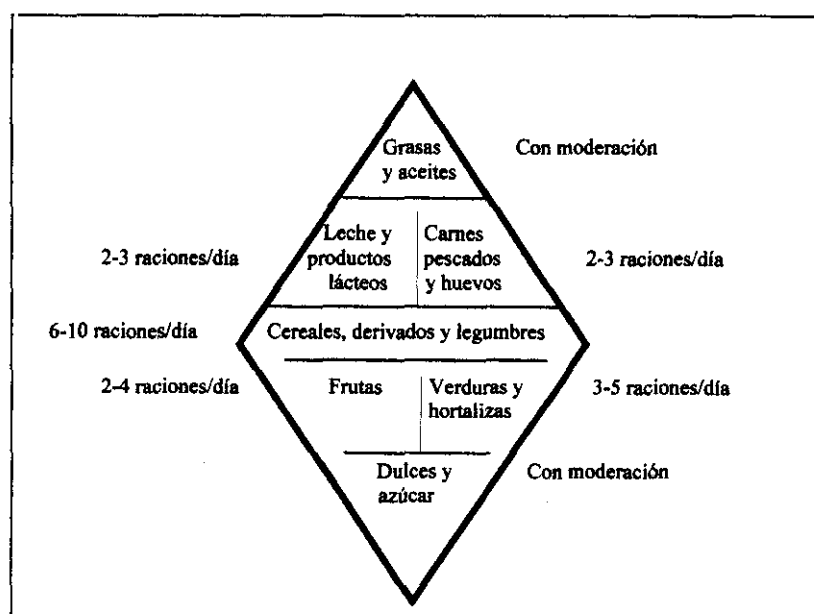 Grasas
y aceites
Con moderación
2-3 raciones/día
Leche y
productos
lácteos
Carnes
pescados
y huevos
2-3 raciones/día
6-10 raciones/día
Cereales, derivados y legumbres
2-4 raciones/día
Frutas
Verduras y
hortalizas
3-5 raciones/día
Dulces y
azúcar
Con moderación